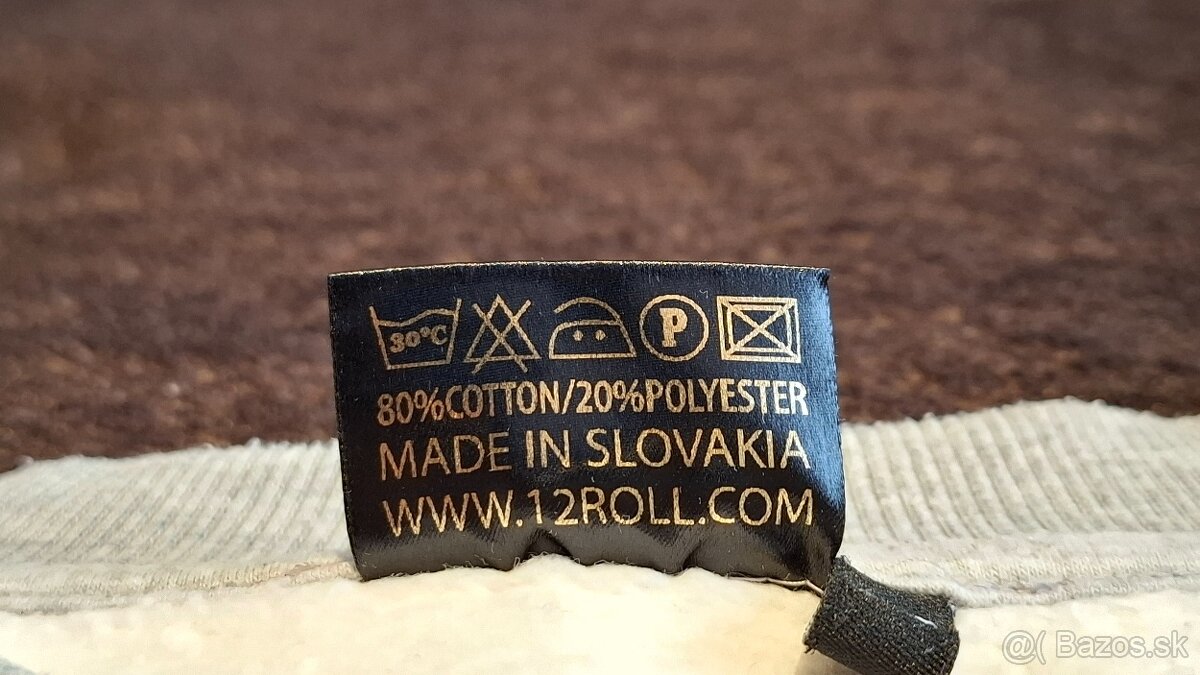 30°C P
80%COTTON/20%POLYESTER
MADE IN SLOVAKIA
WWW.12ROLL.COM
@( Bazos.sk